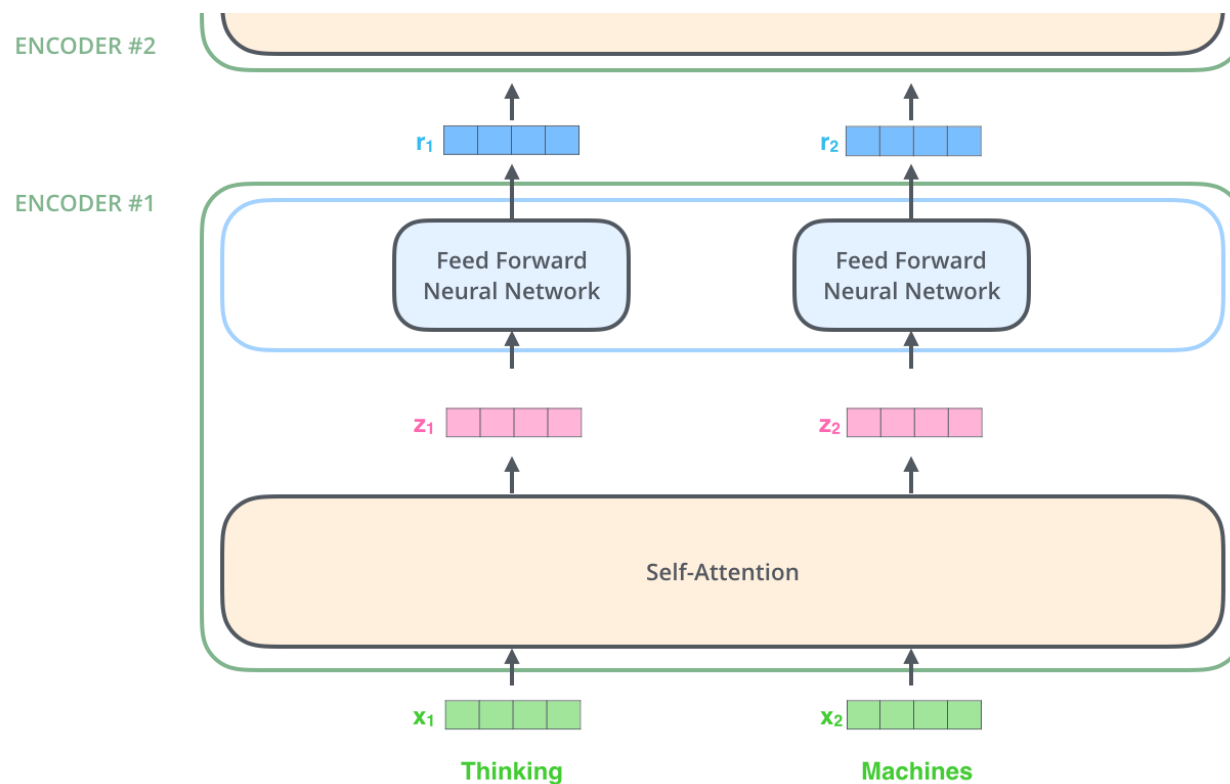 ENCODER #2
r₁
r₂
ENCODER #1
Feed Forward
Neural Network
Feed Forward
Neural Network
z₁
z₂
Self-Attention
x₁
x₂
Thinking
Machines